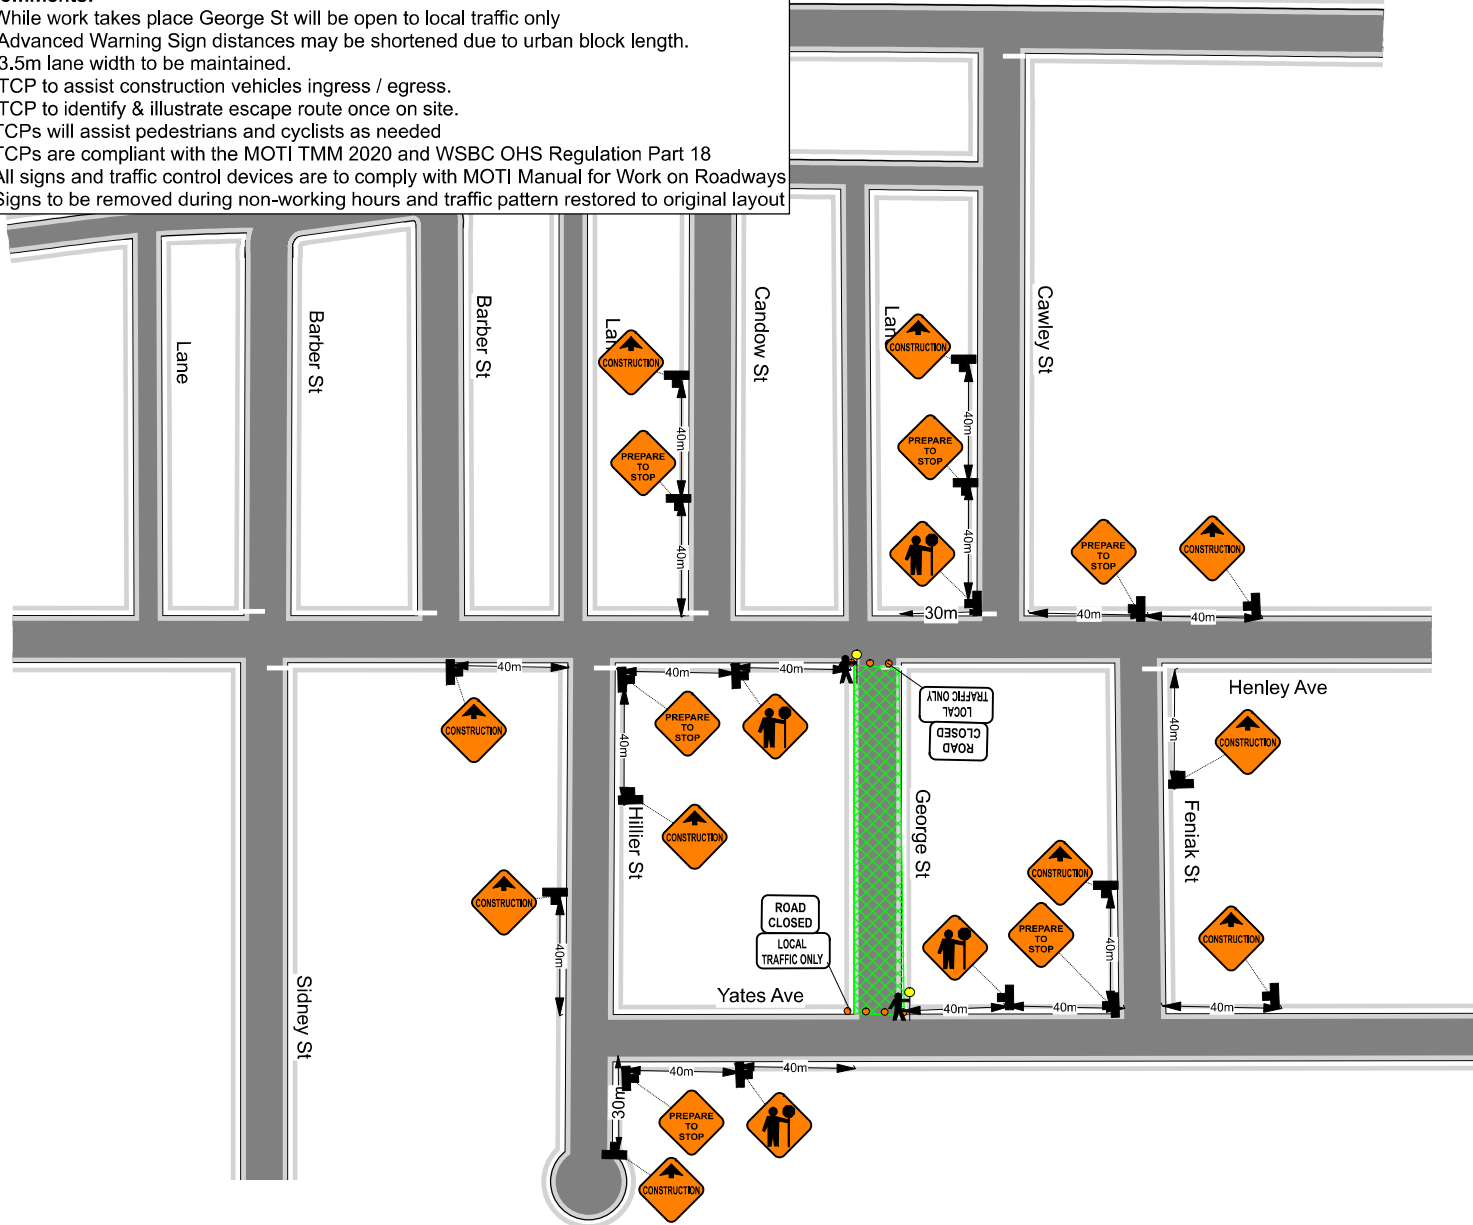 While work takes place George St will be open to local traffic only
Advanced Warning Sign distances may be shortened due to urban block length.
3.5m lane width to be maintained.
TCP to assist construction vehicles ingress / egress.
TCP to identify & illustrate escape route once on site.
TCPs will assist pedestrians and cyclists as needed
TCPs are compliant with the MOTI TMM 2020 and WSBC OHS Regulation Part 18
All signs and traffic control devices are to comply with MOTI Manual for Work on Roadways
Signs to be removed during non-working hours and traffic pattern restored to original layout
Lane
Barber St
Barber St
Candow St
Cawley St
CONSTRUCTION
40m
PREPARE
TO
STOP
40m
CONSTRUCTION
40m
PREPARE
TO
STOP
40m
30m
PREPARE
TO
STOP
CONSTRUCTION
40m
40m
40m
CONSTRUCTION
40m
40m
PREPARE
TO
STOP
40m
CONSTRUCTION
Hillier St
LOCAL
TRAFFIC ONLY
ROAD
CLOSED
George St
Henley Ave
40m
CONSTRUCTION
Feniak St
CONSTRUCTION
40m
Sidney St
ROAD
CLOSED
LOCAL
TRAFFIC ONLY
Yates Ave
CONSTRUCTION
PREPARE
TO
STOP
40m
40m
40m
CONSTRUCTION
40m
40m
40m
30m
PREPARE
TO
STOP
CONSTRUCTION